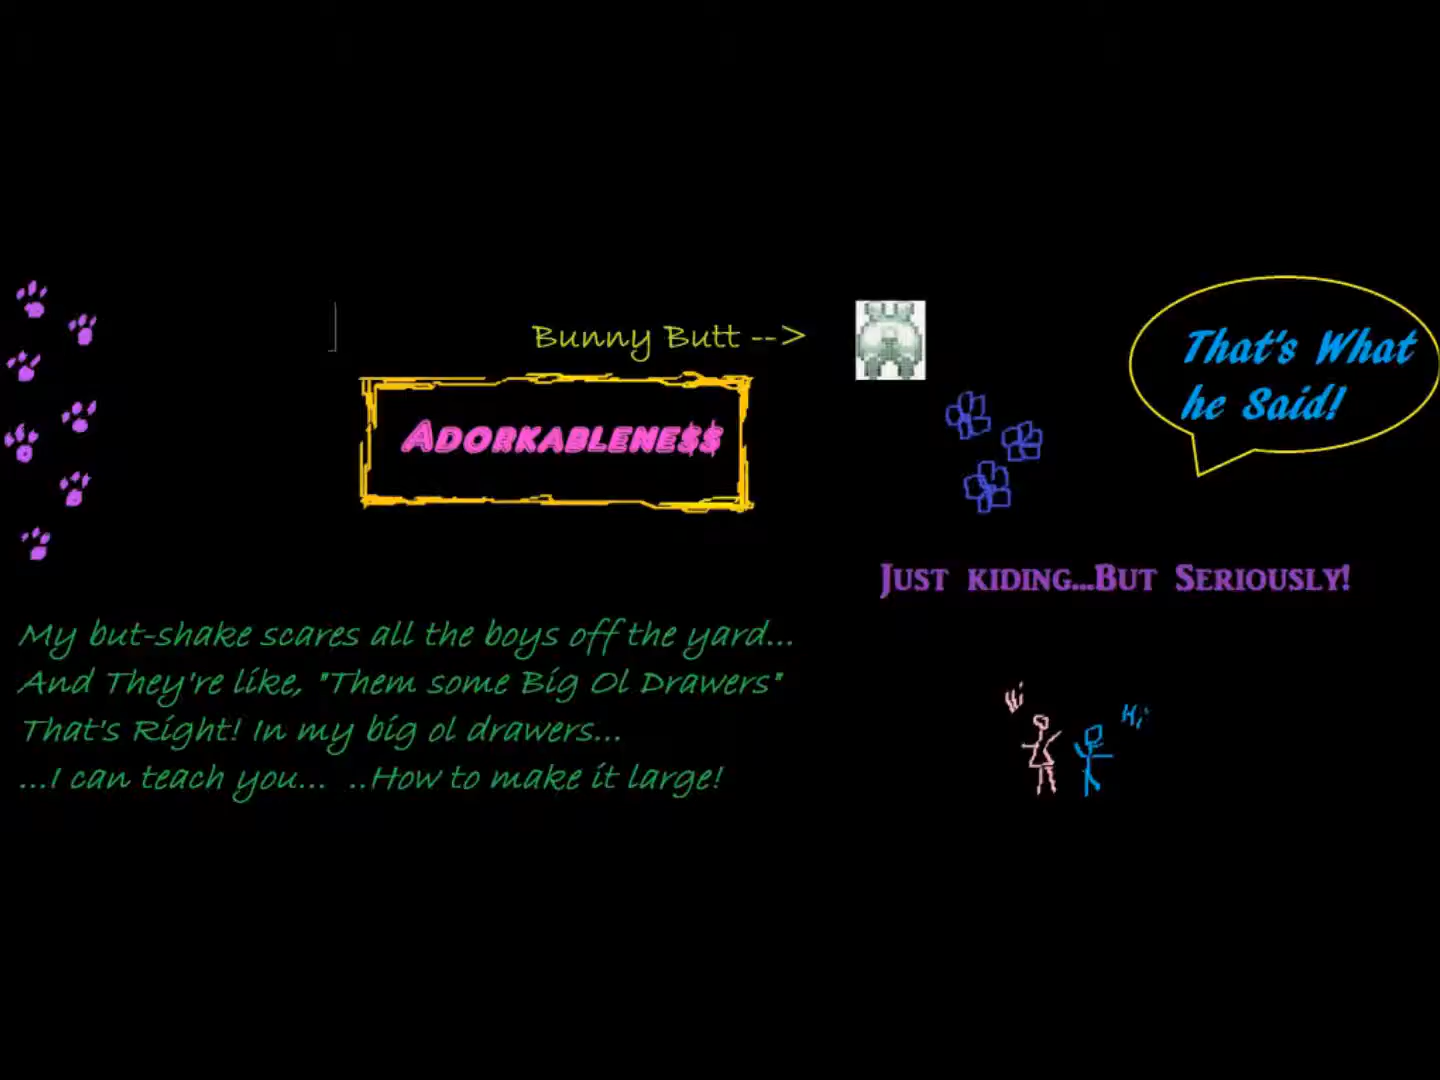 Bunny Butt -->
Adorkablene$$
That's What
he Said!
Just kiding...But Seriously!
My but-shake scares all the boys off the yard...
And They're like, "Them some Big Ol Drawers"
That's Right! In my big ol drawers...
...I can teach you... ..How to make it large!
Hi
Hi